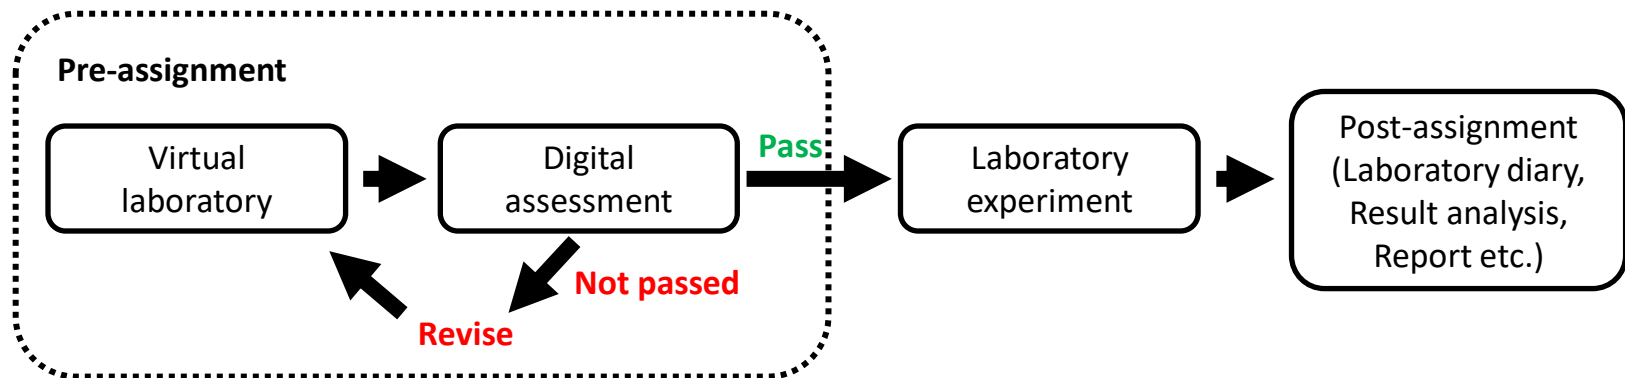 Pre-assignment
Virtual
laboratory
Digital
assessment
Pass
Not passed
Revise
Laboratory
experiment
Post-assignment
(Laboratory diary,
Result analysis,
Report etc.)